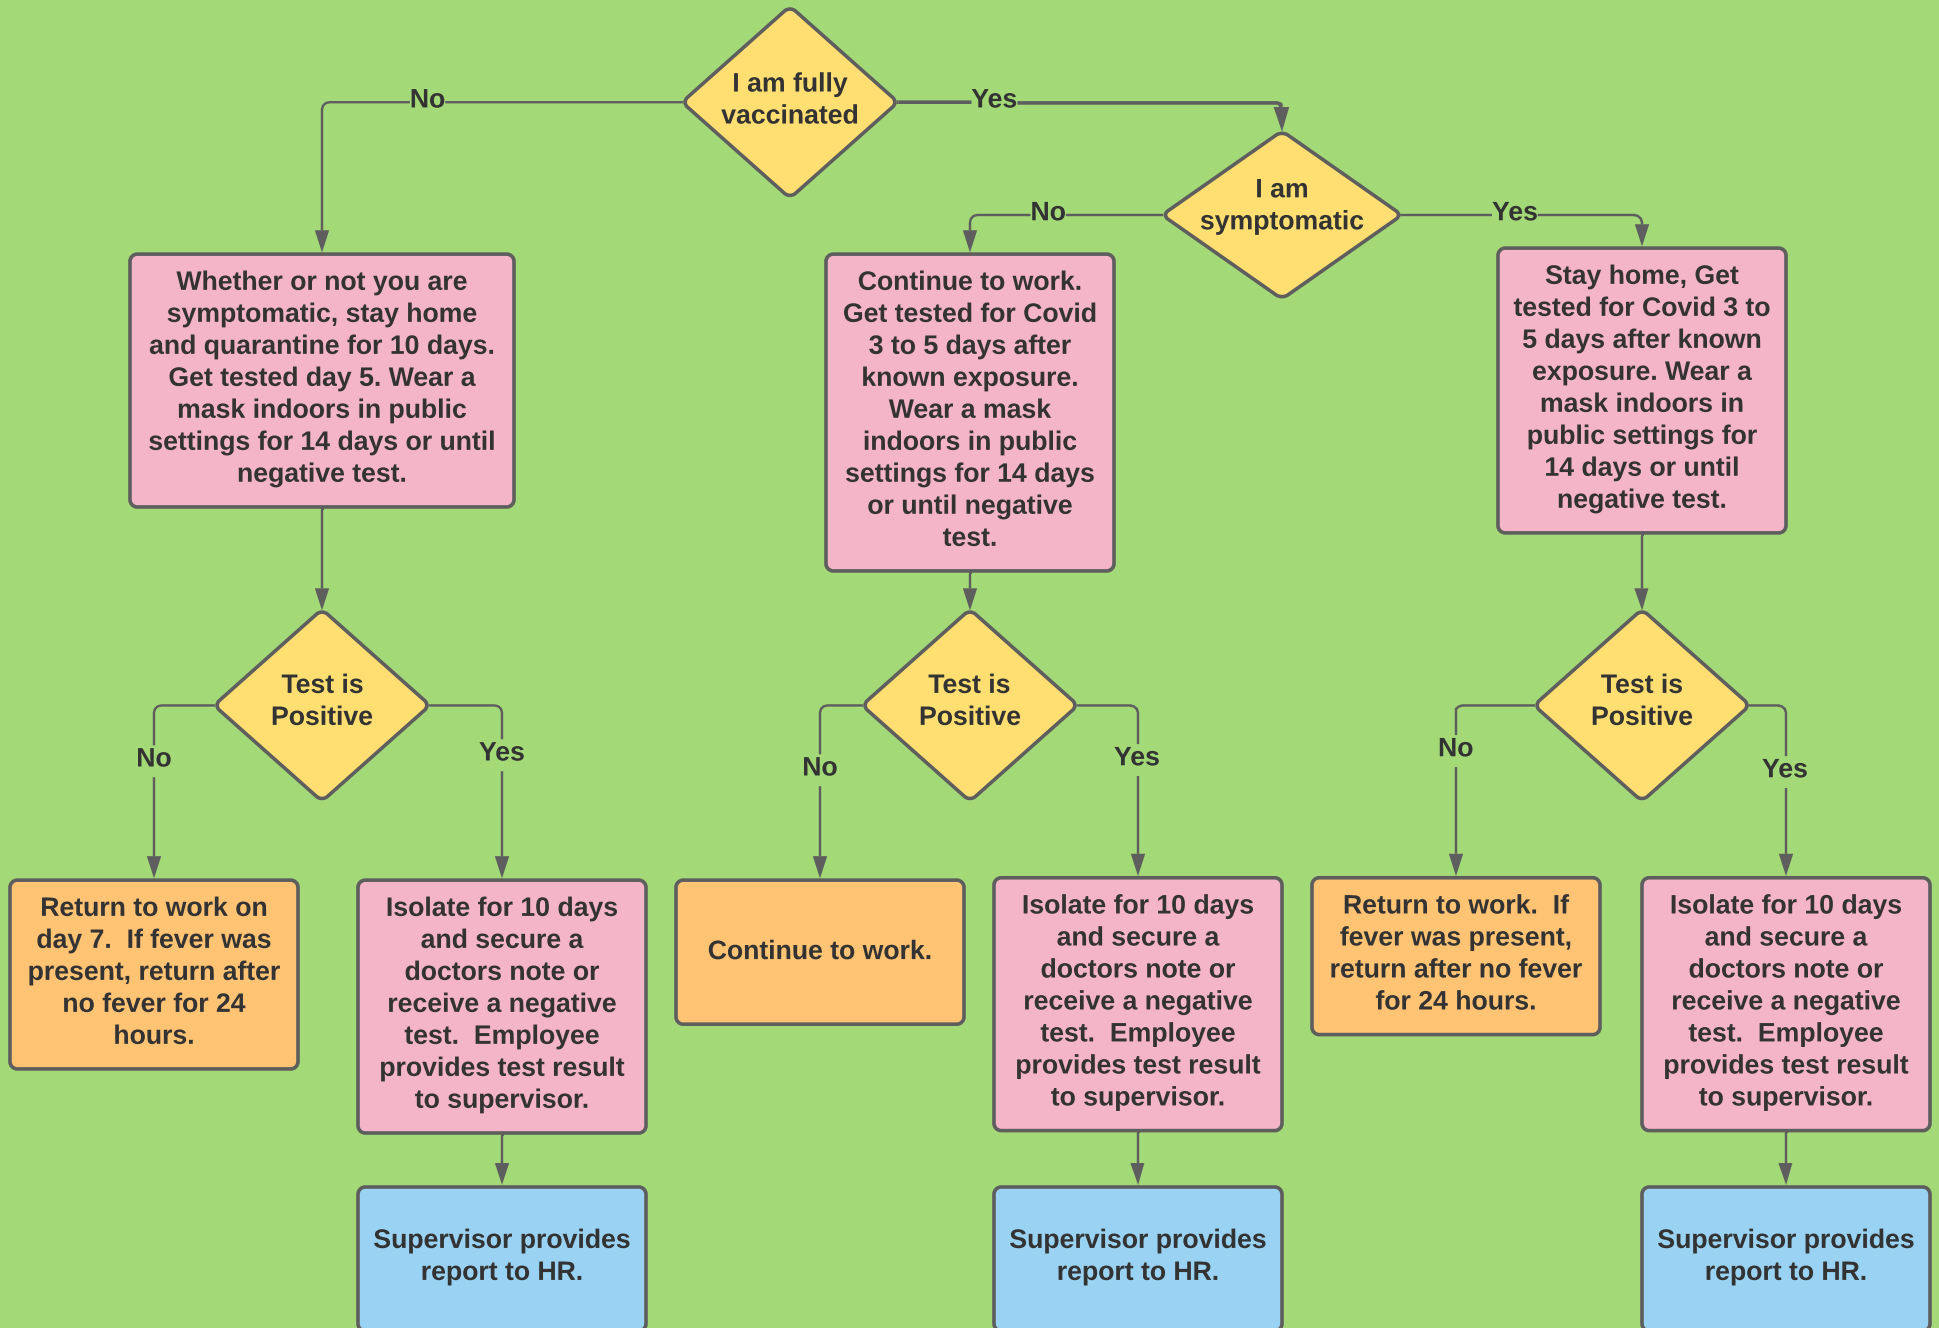 I am fully
vaccinated
No
Yes
I am
symptomatic
No
Yes
Whether or not you are
symptomatic, stay home
and quarantine for 10 days.
Get tested day 5. Wear a
mask indoors in public
settings for 14 days or until
negative test.
Continue to work.
Get tested for Covid
3 to 5 days after
known exposure.
Wear a mask
indoors in public
settings for 14 days
or until negative
test.
Stay home, Get
tested for Covid 3 to
5 days after known
exposure. Wear a
mask indoors in
public settings for
14 days or until
negative test.
Test is
Positive
No
Yes
Test is
Positive
No
Yes
Test is
Positive
No
Yes
Return to work on
day 7.  If fever was
present, return after
no fever for 24
hours.
Isolate for 10 days
and secure a
doctors note or
receive a negative
test.  Employee
provides test result
to supervisor.
Continue to work.
Isolate for 10 days
and secure a
doctors note or
receive a negative
test.  Employee
provides test result
to supervisor.
Return to work.  If
fever was present,
return after no fever
for 24 hours.
Isolate for 10 days
and secure a
doctors note or
receive a negative
test.  Employee
provides test result
to supervisor.
Supervisor provides
report to HR.
Supervisor provides
report to HR.
Supervisor provides
report to HR.